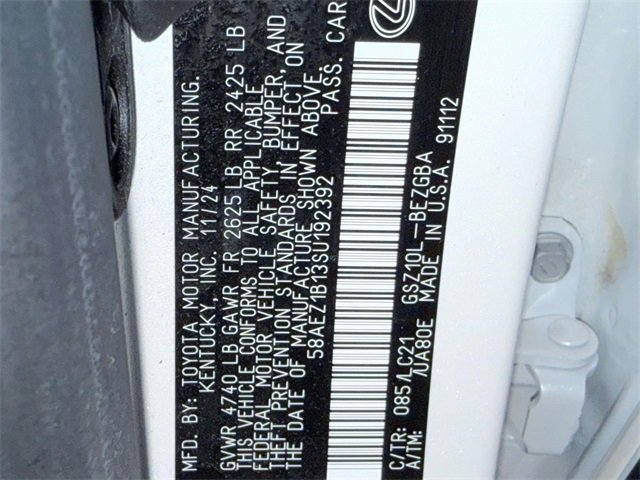 MFD. BY: TOYOTA MOTOR MANUFACTURING,
KENTUCKY, INC. 11/24
GVWR 4740 LB GAWR FR 2625 LB RR 2425 LB
THIS VEHICLE CONFORMS TO ALL APPLICABLE
FEDERAL MOTOR VEHICLE SAFETY, BUMPER, AND
THEFT PREVENTION STANDARDS IN EFFECT ON
THE DATE OF MANUFACTURE SHOWN ABOVE.
58AEZ1B13SU192392 PASS. CAR
C/TR: 085/LC21 GSZ10L-BEZGBA
A/TM: /UA80E MADE IN U.S.A. 91112